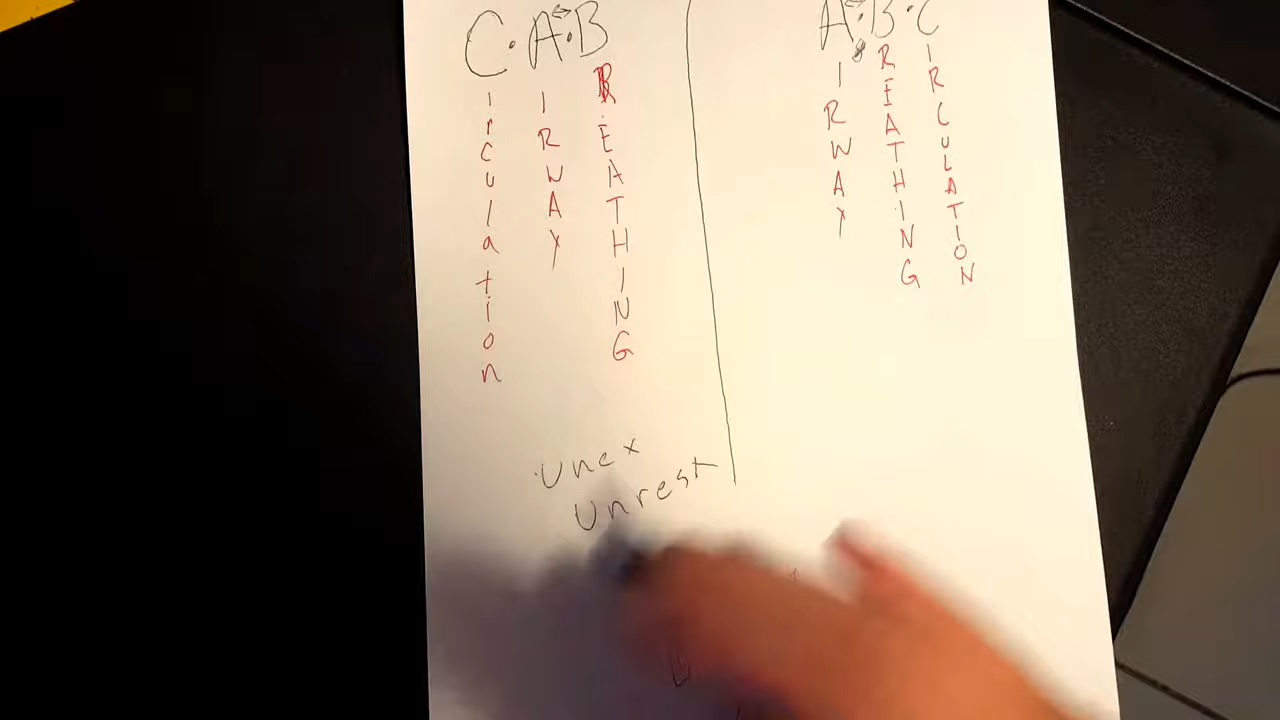 C.A.B
Circulation
AIRWAY
BREATHING
Unex
Unrest
A.B.C
AIRWAY
BREATHING
CIRCULATION